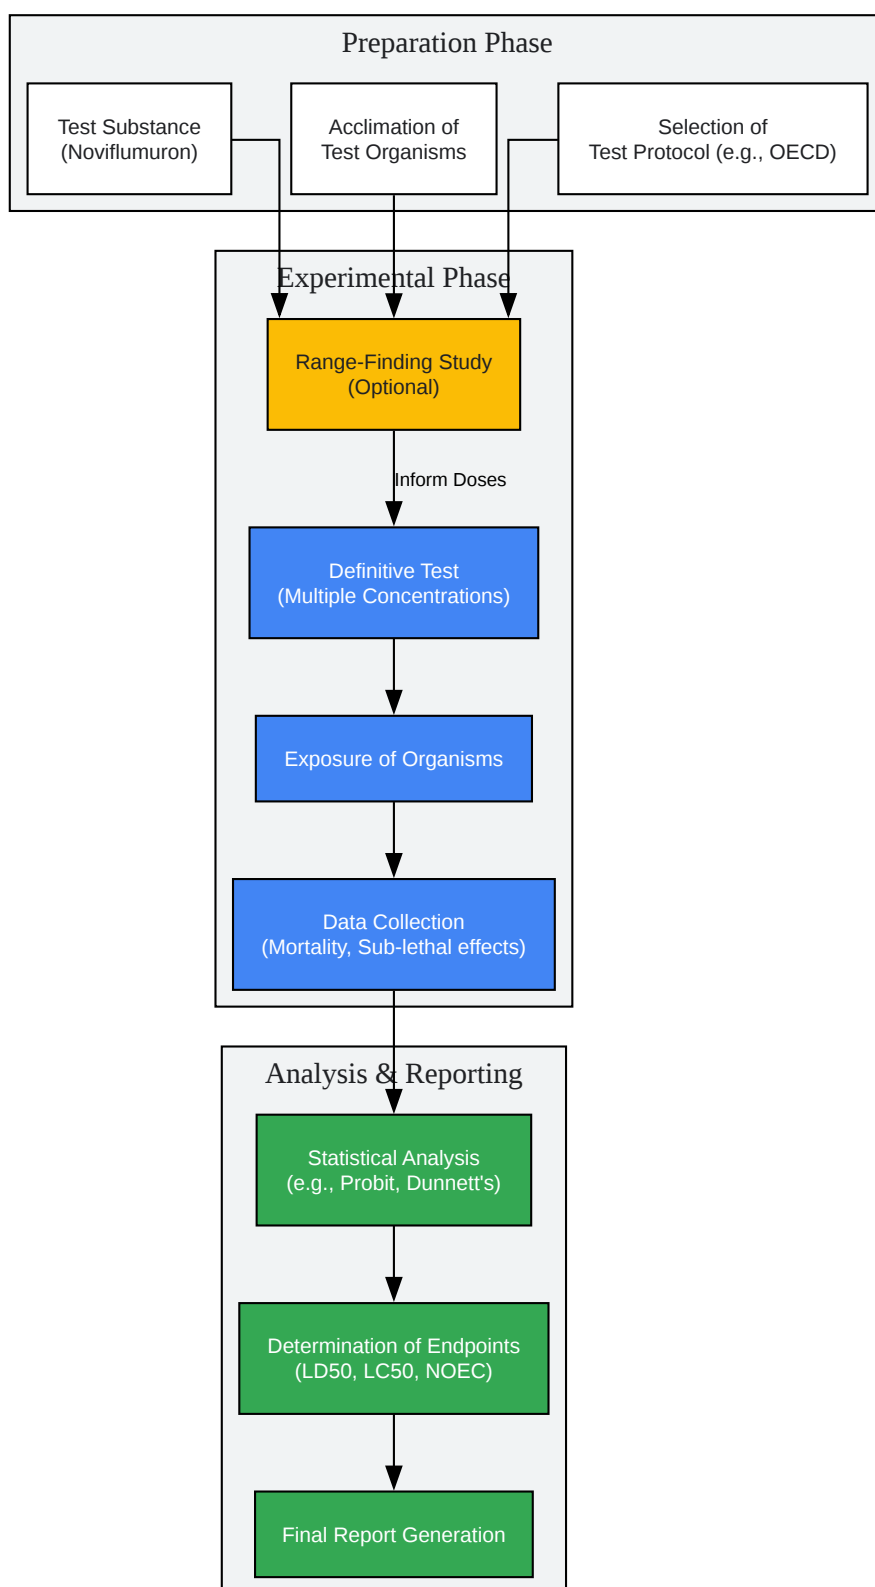 Preparation Phase
Test Substance
(Noviflumuron)
Acclimation of
Test Organisms
Selection of
Test Protocol (e.g., OECD)
Experimental Phase
Range-Finding Study
(Optional)
Inform Doses
Definitive Test
(Multiple Concentrations)
Exposure of Organisms
Data Collection
(Mortality, Sub-lethal effects)
Analysis & Reporting
Statistical Analysis
(e.g., Probit, Dunnett's)
Determination of Endpoints
(LD50, LC50, NOEC)
Final Report Generation